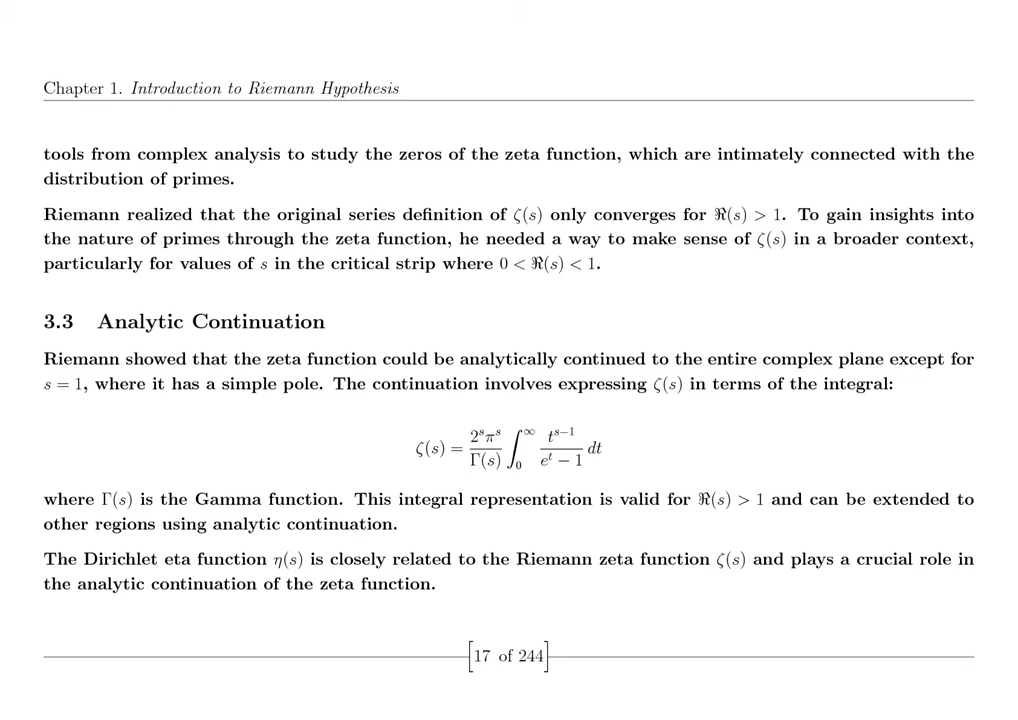 Chapter 1. Introduction to Riemann Hypothesis
tools from complex analysis to study the zeros of the zeta function, which are intimately connected with the
distribution of primes.
Riemann realized that the original series definition of ζ(s) only converges for ℜ(s) > 1. To gain insights into
the nature of primes through the zeta function, he needed a way to make sense of ζ(s) in a broader context,
particularly for values of s in the critical strip where 0 < ℜ(s) < 1.
3.3 Analytic Continuation
Riemann showed that the zeta function could be analytically continued to the entire complex plane except for
s = 1, where it has a simple pole. The continuation involves expressing ζ(s) in terms of the integral:
ζ(s) = \frac{2^s π^s}{Γ(s)} \int_0^∞ \frac{t^{s−1}}{e^t − 1} dt
where Γ(s) is the Gamma function. This integral representation is valid for ℜ(s) > 1 and can be extended to
other regions using analytic continuation.
The Dirichlet eta function η(s) is closely related to the Riemann zeta function ζ(s) and plays a crucial role in
the analytic continuation of the zeta function.
[17 of 244]